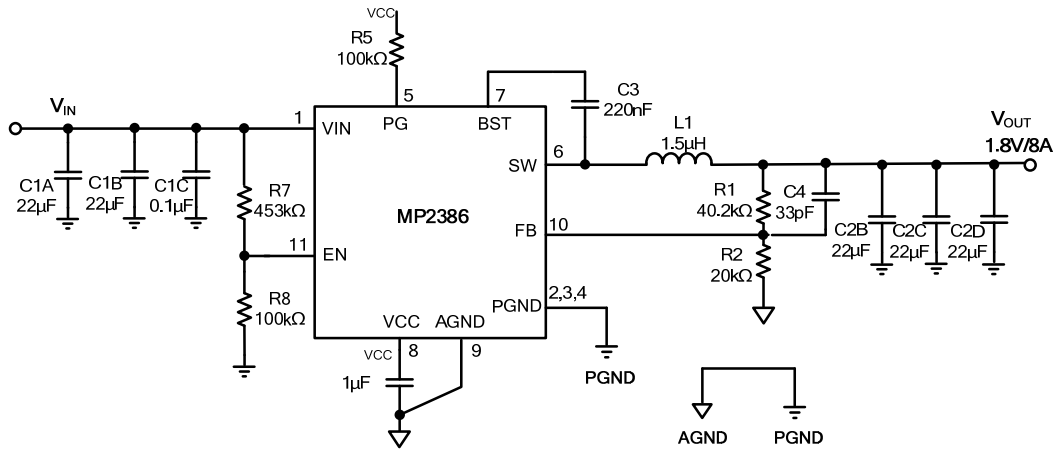 VCC
R5
100kΩ
5
7
C3
220nF
VIN
1
VIN
PG
BST
L1
1.5μH
VOUT
1.8V/8A
6
SW
C1A
22μF
C1B
22μF
C1C
0.1μF
R7
453kΩ
MP2386
R1
40.2kΩ
C4
33pF
FB
10
C2B
22μF
C2C
22μF
C2D
22μF
11
EN
R2
20kΩ
R8
100kΩ
PGND
2,3,4
VCC
AGND
VCC
8
9
1μF
PGND
AGND
PGND